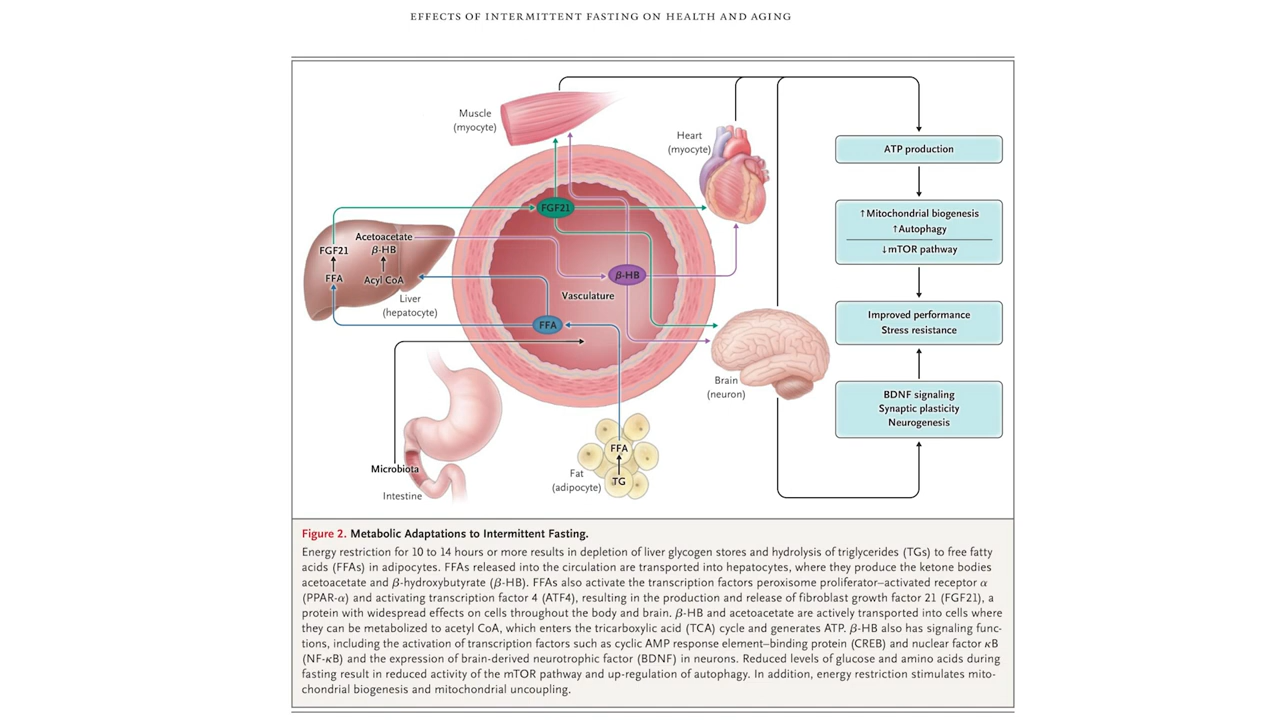 EFFECTS OF INTERMITTENT FASTING ON HEALTH AND AGING
Muscle
(myocyte)
Heart
(myocyte)
ATP production
FGF21
↑Mitochondrial biogenesis
↑Autophagy
↓mTOR pathway
Acetoacetate
β-HB
FGF21
FFA
Acyl CoA
β-HB
Vasculature
Liver
(hepatocyte)
FFA
Improved performance
Stress resistance
Brain
(neuron)
BDNF signaling
Synaptic plasticity
Neurogenesis
FFA
TG
Fat
(adipocyte)
Microbiota
Intestine
Figure 2. Metabolic Adaptations to Intermittent Fasting.
Energy restriction for 10 to 14 hours or more results in depletion of liver glycogen stores and hydrolysis of triglycerides (TGs) to free fatty
acids (FFAs) in adipocytes. FFAs released into the circulation are transported into hepatocytes, where they produce the ketone bodies
acetoacetate and β-hydroxybutyrate (β-HB). FFAs also activate the transcription factors peroxisome proliferator–activated receptor α
(PPAR-α) and activating transcription factor 4 (ATF4), resulting in the production and release of fibroblast growth factor 21 (FGF21), a
protein with widespread effects on cells throughout the body and brain. β-HB and acetoacetate are actively transported into cells where
they can be metabolized to acetyl CoA, which enters the tricarboxylic acid (TCA) cycle and generates ATP. β-HB also has signaling func-
tions, including the activation of transcription factors such as cyclic AMP response element–binding protein (CREB) and nuclear factor κB
(NF-κB) and the expression of brain-derived neurotrophic factor (BDNF) in neurons. Reduced levels of glucose and amino acids during
fasting result in reduced activity of the mTOR pathway and up-regulation of autophagy. In addition, energy restriction stimulates mito-
chondrial biogenesis and mitochondrial uncoupling.